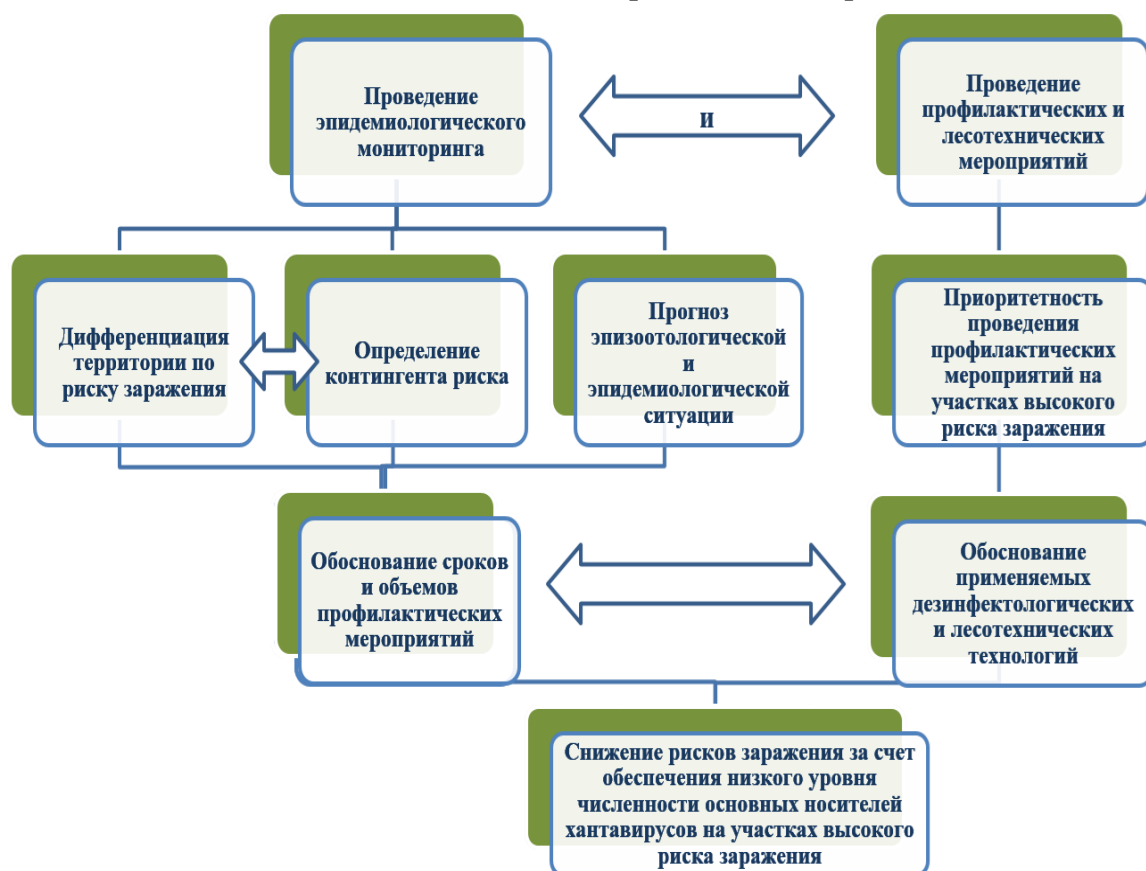 Проведение
эпидемиологического
мониторинга
и
Проведение
профилактических и
лесотехнических
мероприятий
Дифференциация
территории по
риску заражения
Определение
контингента риска
Прогноз
эпизоотологической
и
эпидемиологической
ситуации
Приоритетность
проведения
профилактических
мероприятий на
участках высокого
риска заражения
Обоснование сроков
и объемов
профилактических
мероприятий
Обоснование
применяемых
дезинфектологических
и лесотехнических
технологий
Снижение рисков заражения за счет
обеспечения низкого уровня
численности основных носителей
хантавирусов на участках высокого
риска заражения